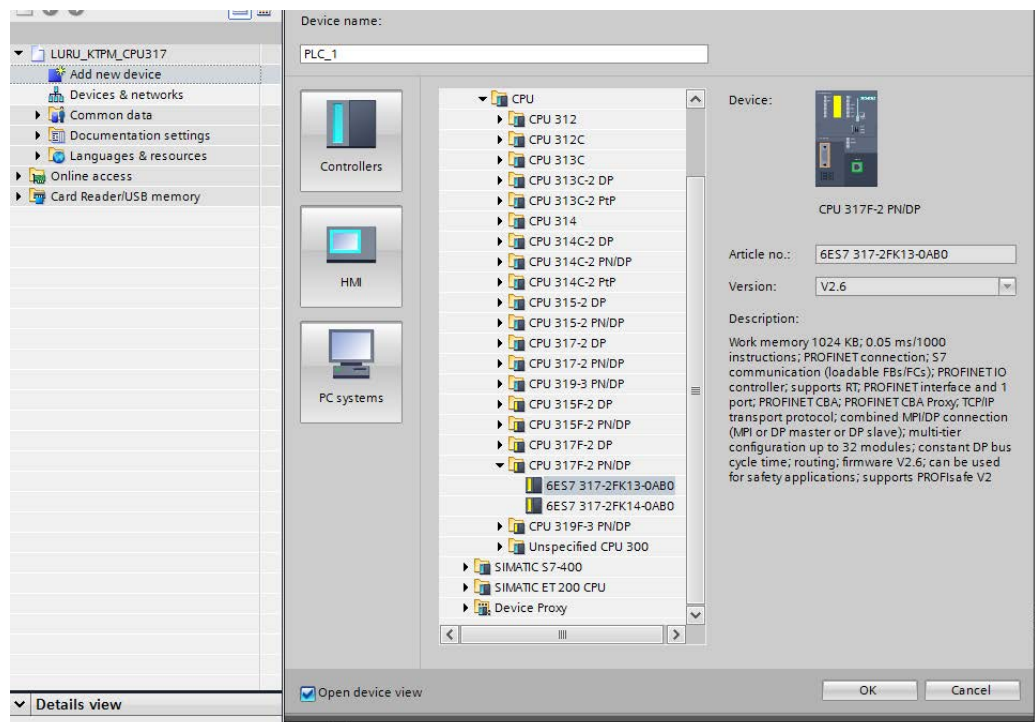 Device name:
PLC_1
LURU_KTPM_CPU317
Add new device
Devices & networks
Common data
Documentation settings
Languages & resources
Online access
Card Reader/USB memory
Controllers
HMI
PC systems
CPU
CPU 312
CPU 312C
CPU 313C
CPU 313C-2 DP
CPU 313C-2 PtP
CPU 314
CPU 314C-2 DP
CPU 314C-2 PN/DP
CPU 314C-2 PtP
CPU 315-2 DP
CPU 315-2 PN/DP
CPU 317-2 DP
CPU 317-2 PN/DP
CPU 319-3 PN/DP
CPU 315F-2 DP
CPU 315F-2 PN/DP
CPU 317F-2 DP
CPU 317F-2 PN/DP
6ES7 317-2FK13-0AB0
6ES7 317-2FK14-0AB0
CPU 319F-3 PN/DP
Unspecified CPU 300
SIMATIC S7-400
SIMATIC ET 200 CPU
Device Proxy
Device:
CPU 317F-2 PN/DP
Article no.:
6ES7 317-2FK13-0AB0
Version:
V2.6
Description:
Work memory 1024 KB; 0.05 ms/1000
instructions; PROFINET connection; S7
communication (loadable FBs/FCs); PROFINET IO
controller; supports RT; PROFINET interface and 1
port; PROFINET CBA; PROFINET CBA Proxy; TCP/IP
transport protocol; combined MPI/DP connection
(MPI or DP master or DP slave); multi-tier
configuration up to 32 modules; constant DP bus
cycle time; routing; firmware V2.6; can be used
for safety applications; supports PROFIsafe V2
Open device view
OK
Cancel
Details view